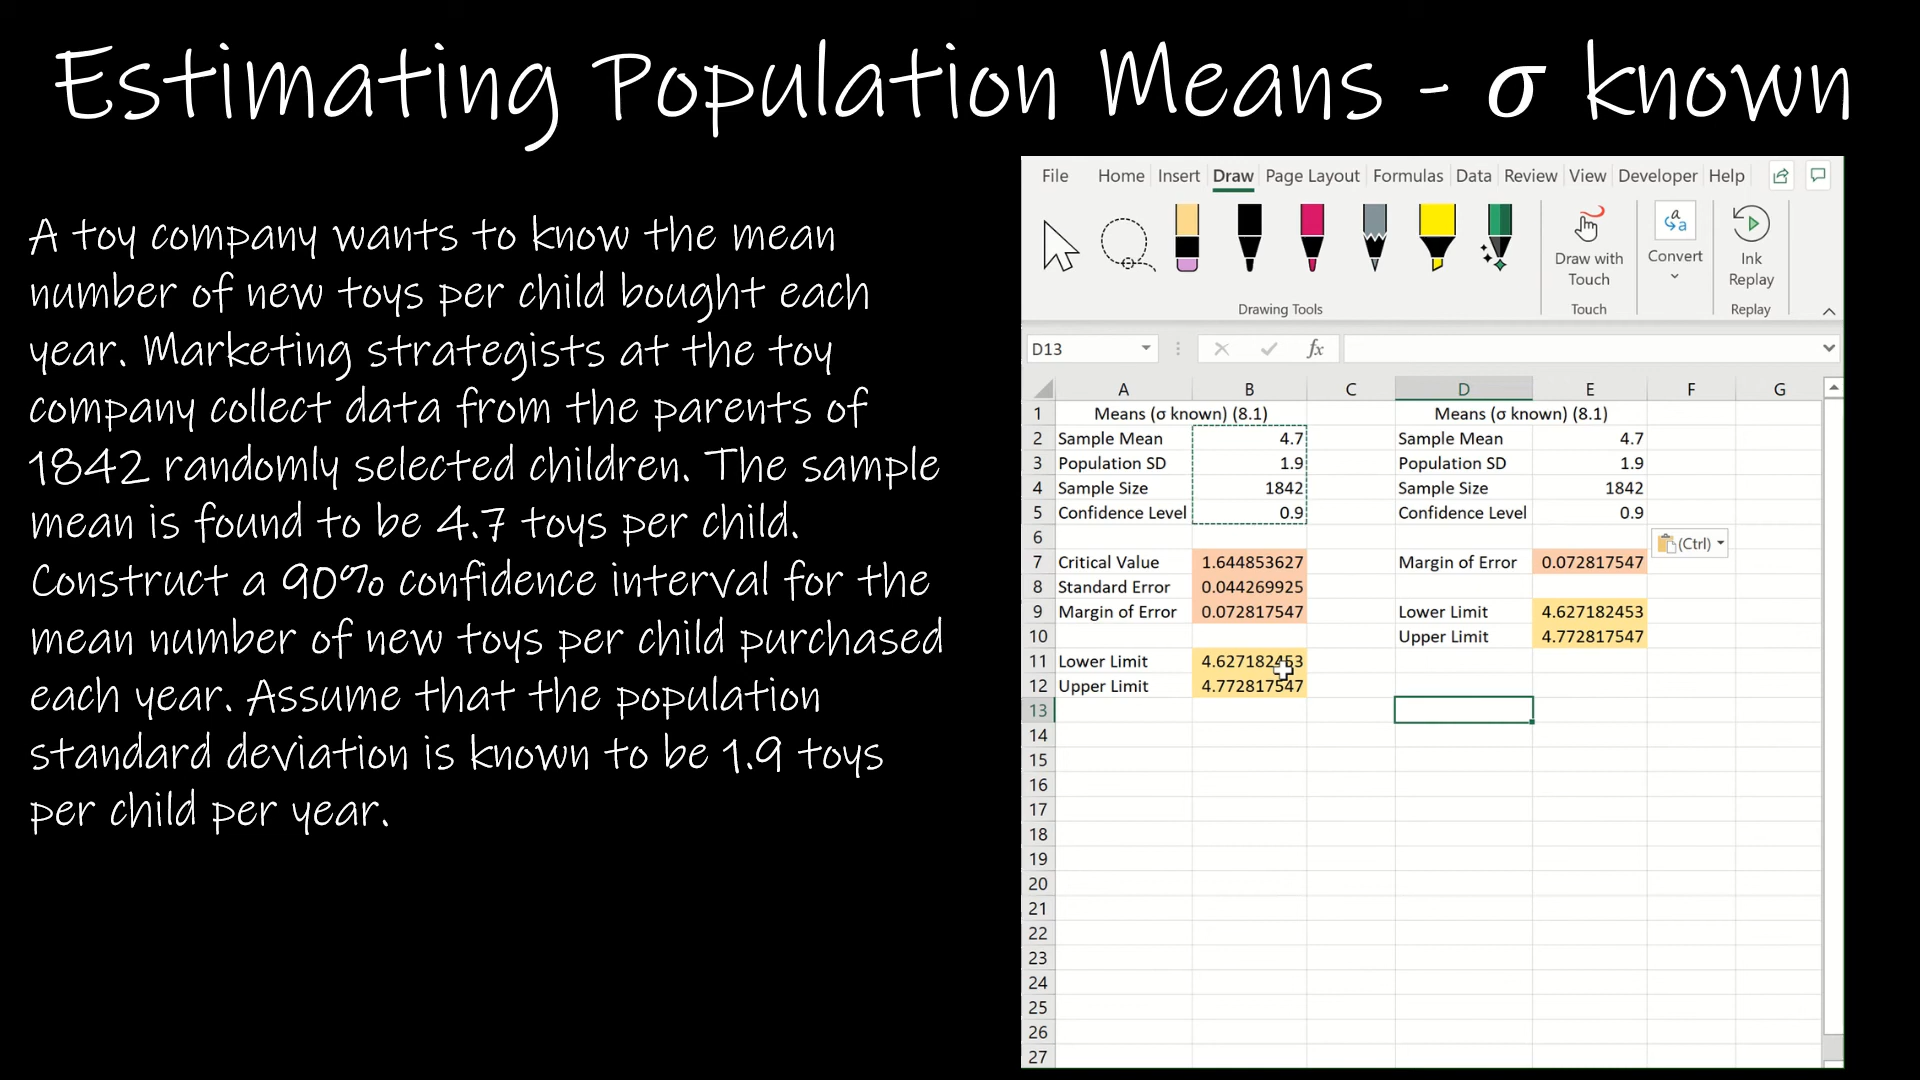 Estimating Population Means - σ known
A toy company wants to know the mean
number of new toys per child bought each
year. Marketing strategists at the toy
company collect data from the parents of
1842 randomly selected children. The sample
mean is found to be 4.7 toys per child.
Construct a 90% confidence interval for the
mean number of new toys per child purchased
each year. Assume that the population
standard deviation is known to be 1.9 toys
per child per year.
File Home Insert Draw Page Layout Formulas Data Review View Developer Help
Draw with Touch
Convert
Ink Replay
Drawing Tools Touch Replay
D13 fx
A B C D E F G
1 Means (σ known) (8.1) Means (σ known) (8.1)
2 Sample Mean 4.7 Sample Mean 4.7
3 Population SD 1.9 Population SD 1.9
4 Sample Size 1842 Sample Size 1842
5 Confidence Level 0.9 Confidence Level 0.9
6 (Ctrl)
7 Critical Value 1.644853627 Margin of Error 0.072817547
8 Standard Error 0.044269925
9 Margin of Error 0.072817547 Lower Limit 4.627182453
10 Upper Limit 4.772817547
11 Lower Limit 4.627182453
12 Upper Limit 4.772817547
13
14
15
16
17
18
19
20
21
22
23
24
25
26
27